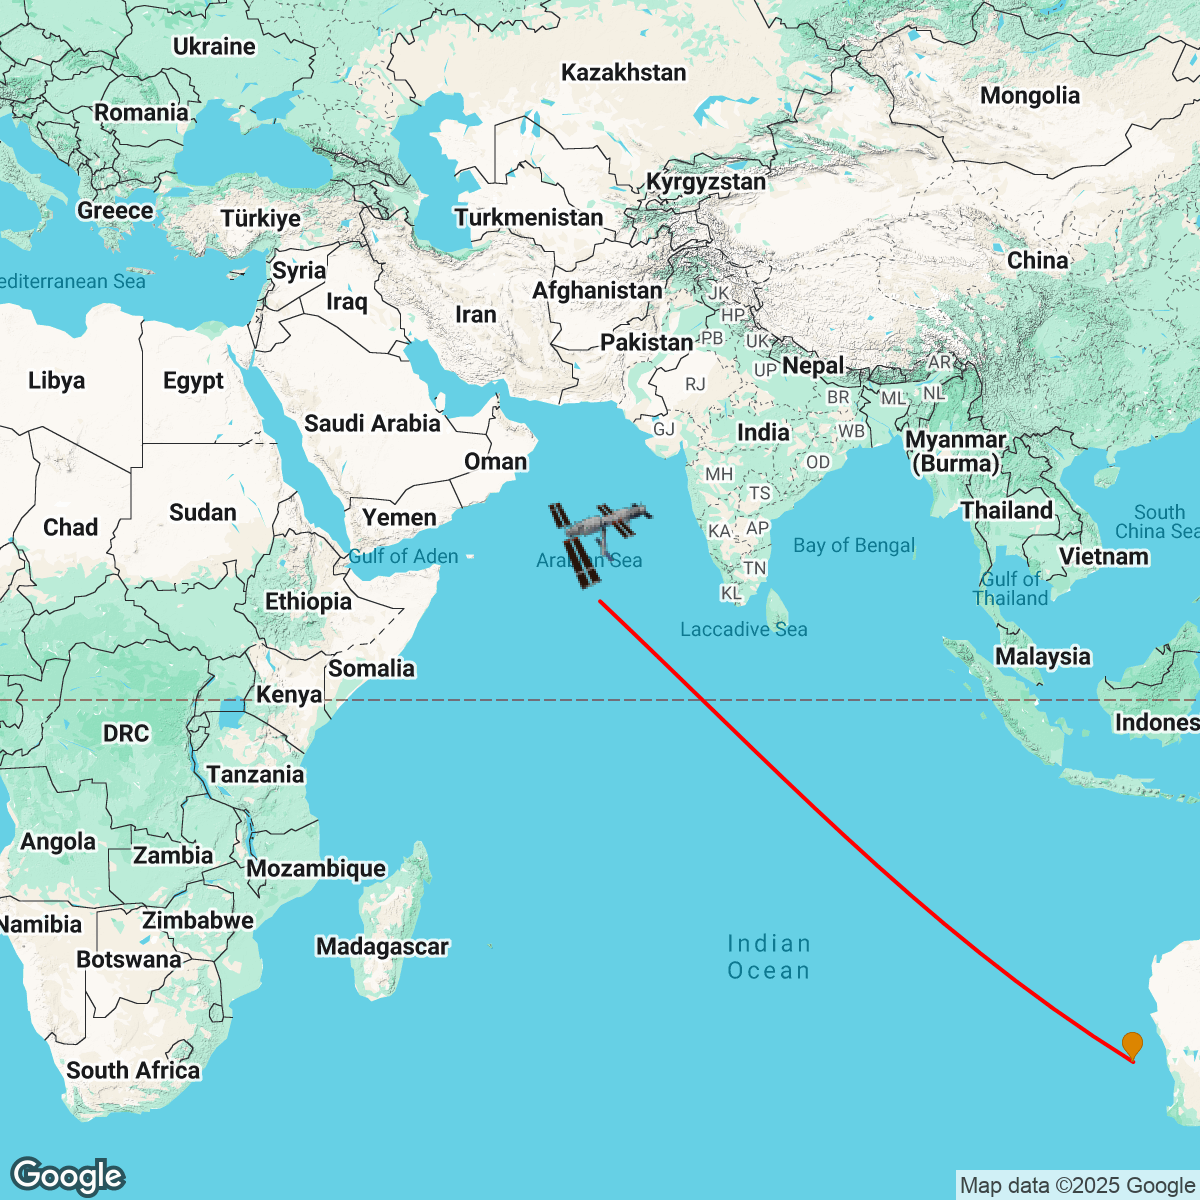 Ukraine
Kazakhstan
Mongolia
Romania
Kyrgyzstan
Greece
Türkiye
Turkmenistan
China
Syria
editerranean Sea
Afghanistan
JK
Iraq
Iran
HP
Pakistan
PB
UK
Nepal
AR
Libya
Egypt
RJ
UP
NL
BR
ML
Saudi Arabia
GJ
India
WB
Myanmar
(Burma)
Oman
OD
MH
TS
Sudan
Yemen
Thailand
South
China Sea
Chad
KA
AP
Bay of Bengal
Gulf of Aden
Arabian Sea
Vietnam
TN
Gulf of
Thailand
KL
Ethiopia
Laccadive Sea
Malaysia
Somalia
Kenya
Indones
DRC
Tanzania
Angola
Zambia
Mozambique
Namibia
Zimbabwe
Madagascar
Indian
Ocean
Botswana
South Africa
Google
Map data ©2025 Google